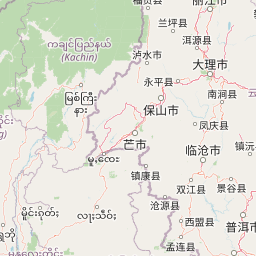 丽江市
福贡县
兰坪县
ကချင်ပြည်နယ်
(Kachin)
洱源县
泸水市
大理市
永平县
မြစ်ကြီး
နား
保山市
南涧县
凤庆县
芒市
临沧市
镇沅
မူႇၸေႊ
镇康县
双江县
景谷县
沧源县
西盟县
普洱市
孟连县